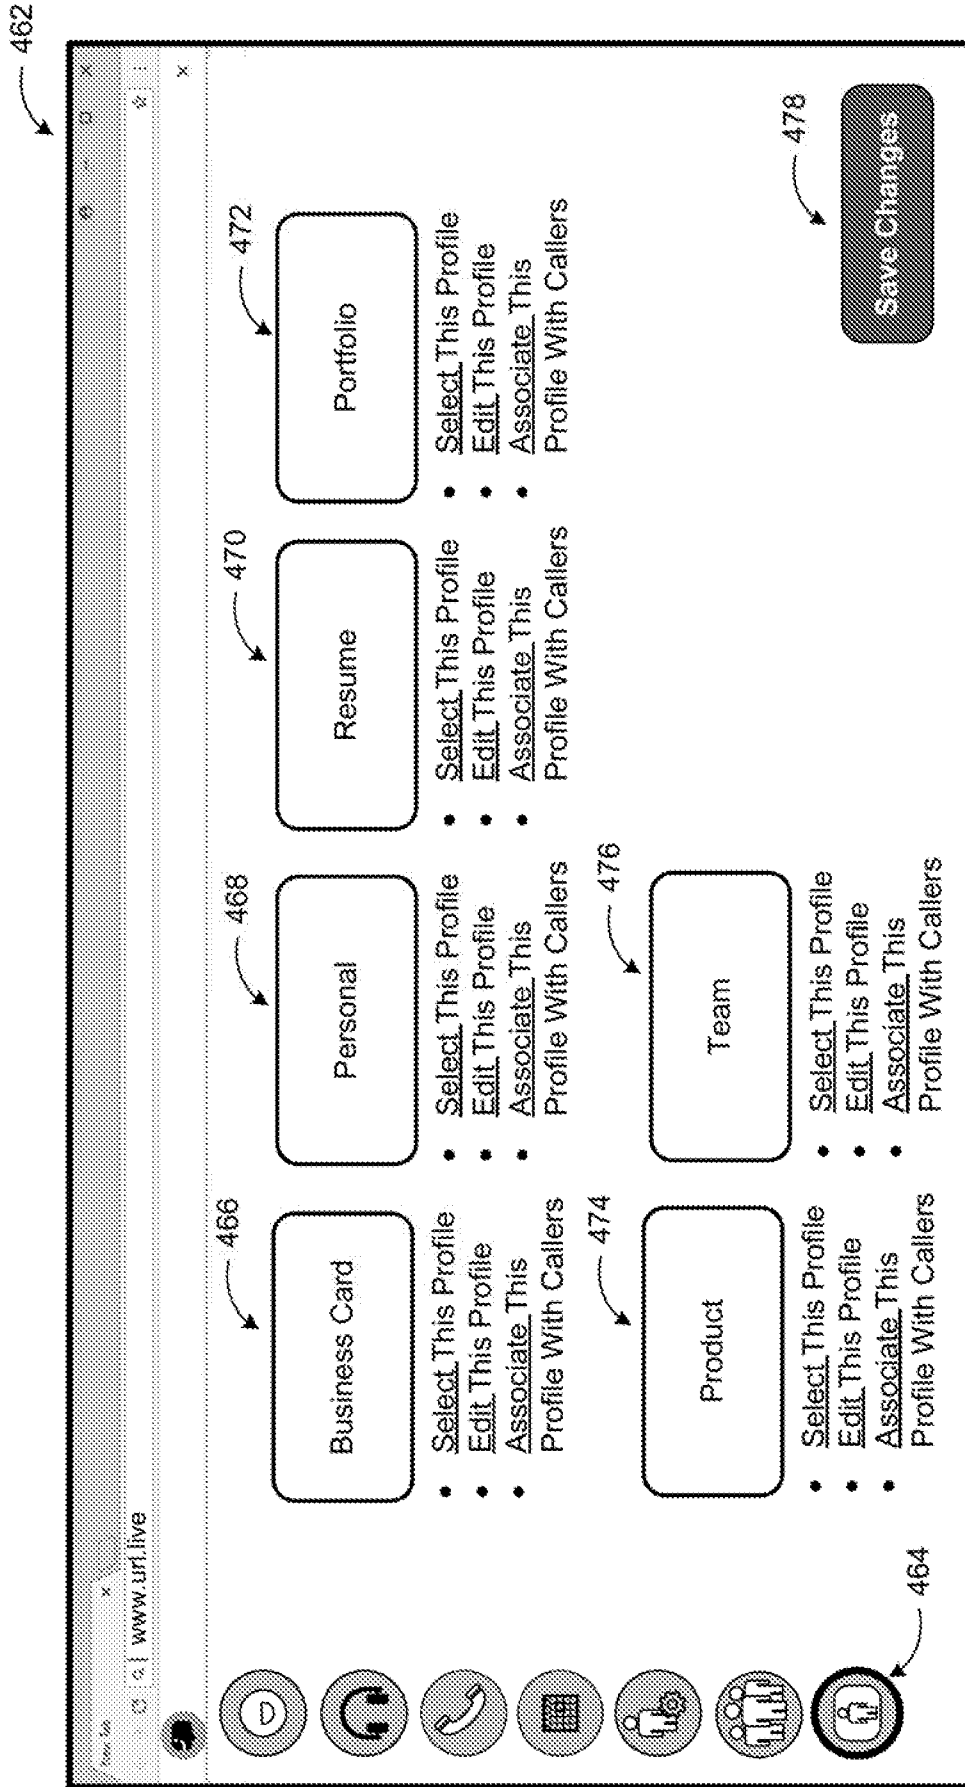 462
www.url.live
466
468
470
472
Business Card
Personal
Resume
Portfolio
• Select This Profile
• Edit This Profile
• Associate This
Profile With Callers
• Select This Profile
• Edit This Profile
• Associate This
Profile With Callers
• Select This Profile
• Edit This Profile
• Associate This
Profile With Callers
• Select This Profile
• Edit This Profile
• Associate This
Profile With Callers
474
476
478
Product
Team
• Select This Profile
• Edit This Profile
• Associate This
Profile With Callers
• Select This Profile
• Edit This Profile
• Associate This
Profile With Callers
Save Changes
464